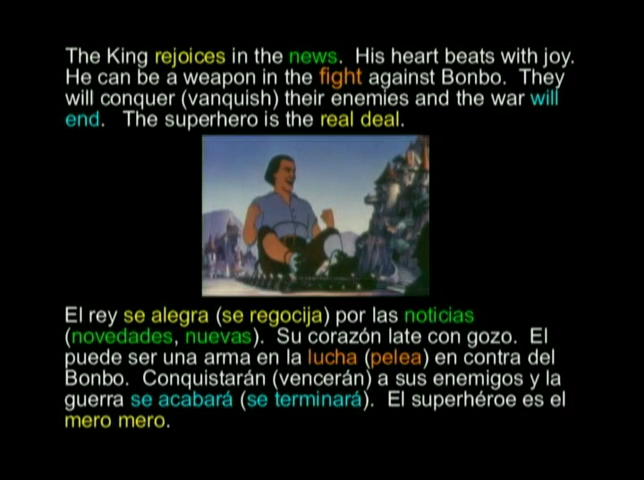 The King rejoices in the news.  His heart beats with joy.
He can be a weapon in the fight against Bonbo.  They
will conquer (vanquish) their enemies and the war will
end.   The superhero is the real deal.
El rey se alegra (se regocija) por las noticias
(novedades, nuevas).  Su corazón late con gozo.  El
puede ser una arma en la lucha (pelea) en contra del
Bonbo.  Conquistarán (vencerán) a sus enemigos y la
guerra se acabará (se terminará).  El superhéroe es el
mero mero.